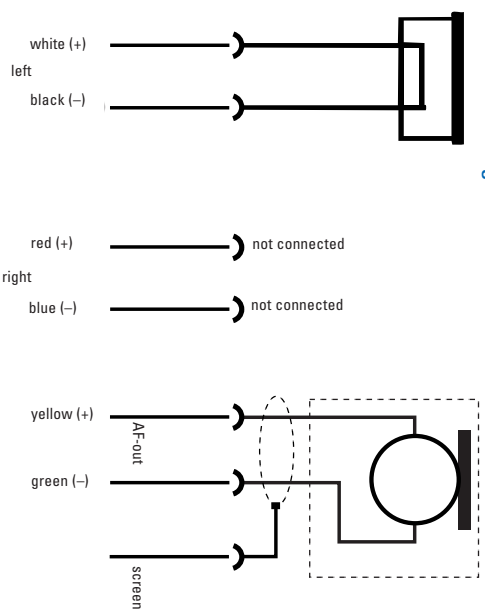 white (+)
left
black (–)
red (+)
not connected
right
blue (–)
not connected
yellow (+)
AF-out
green (–)
screen